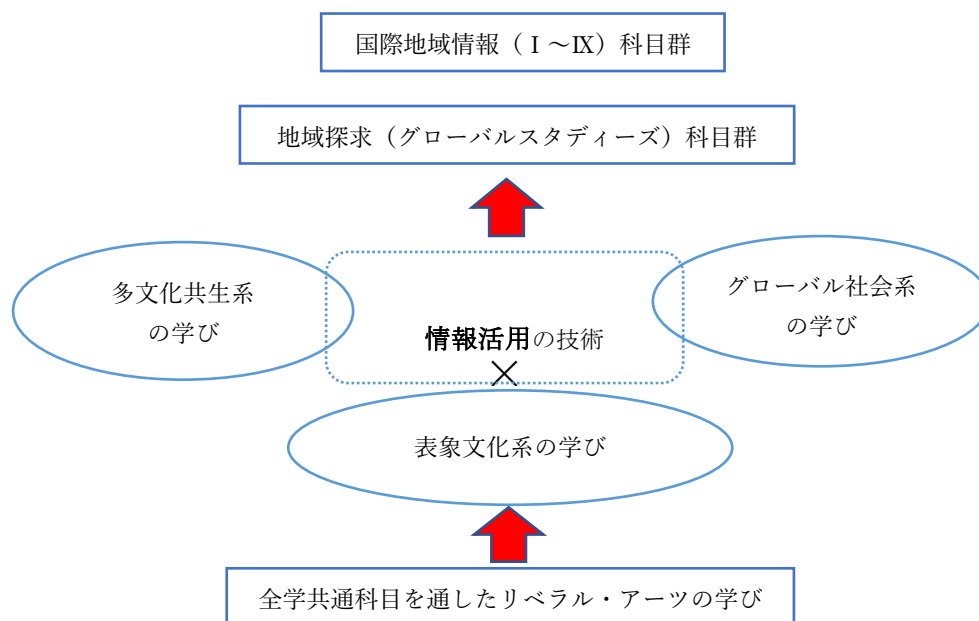 国際地域情報（Ⅰ～Ⅸ）科目群
地域探求（グローバルスタディーズ）科目群
多文化共生系
の学び
グローバル社会系
の学び
情報活用の技術
×
表象文化系の学び
全学共通科目を通したリベラル・アーツの学び